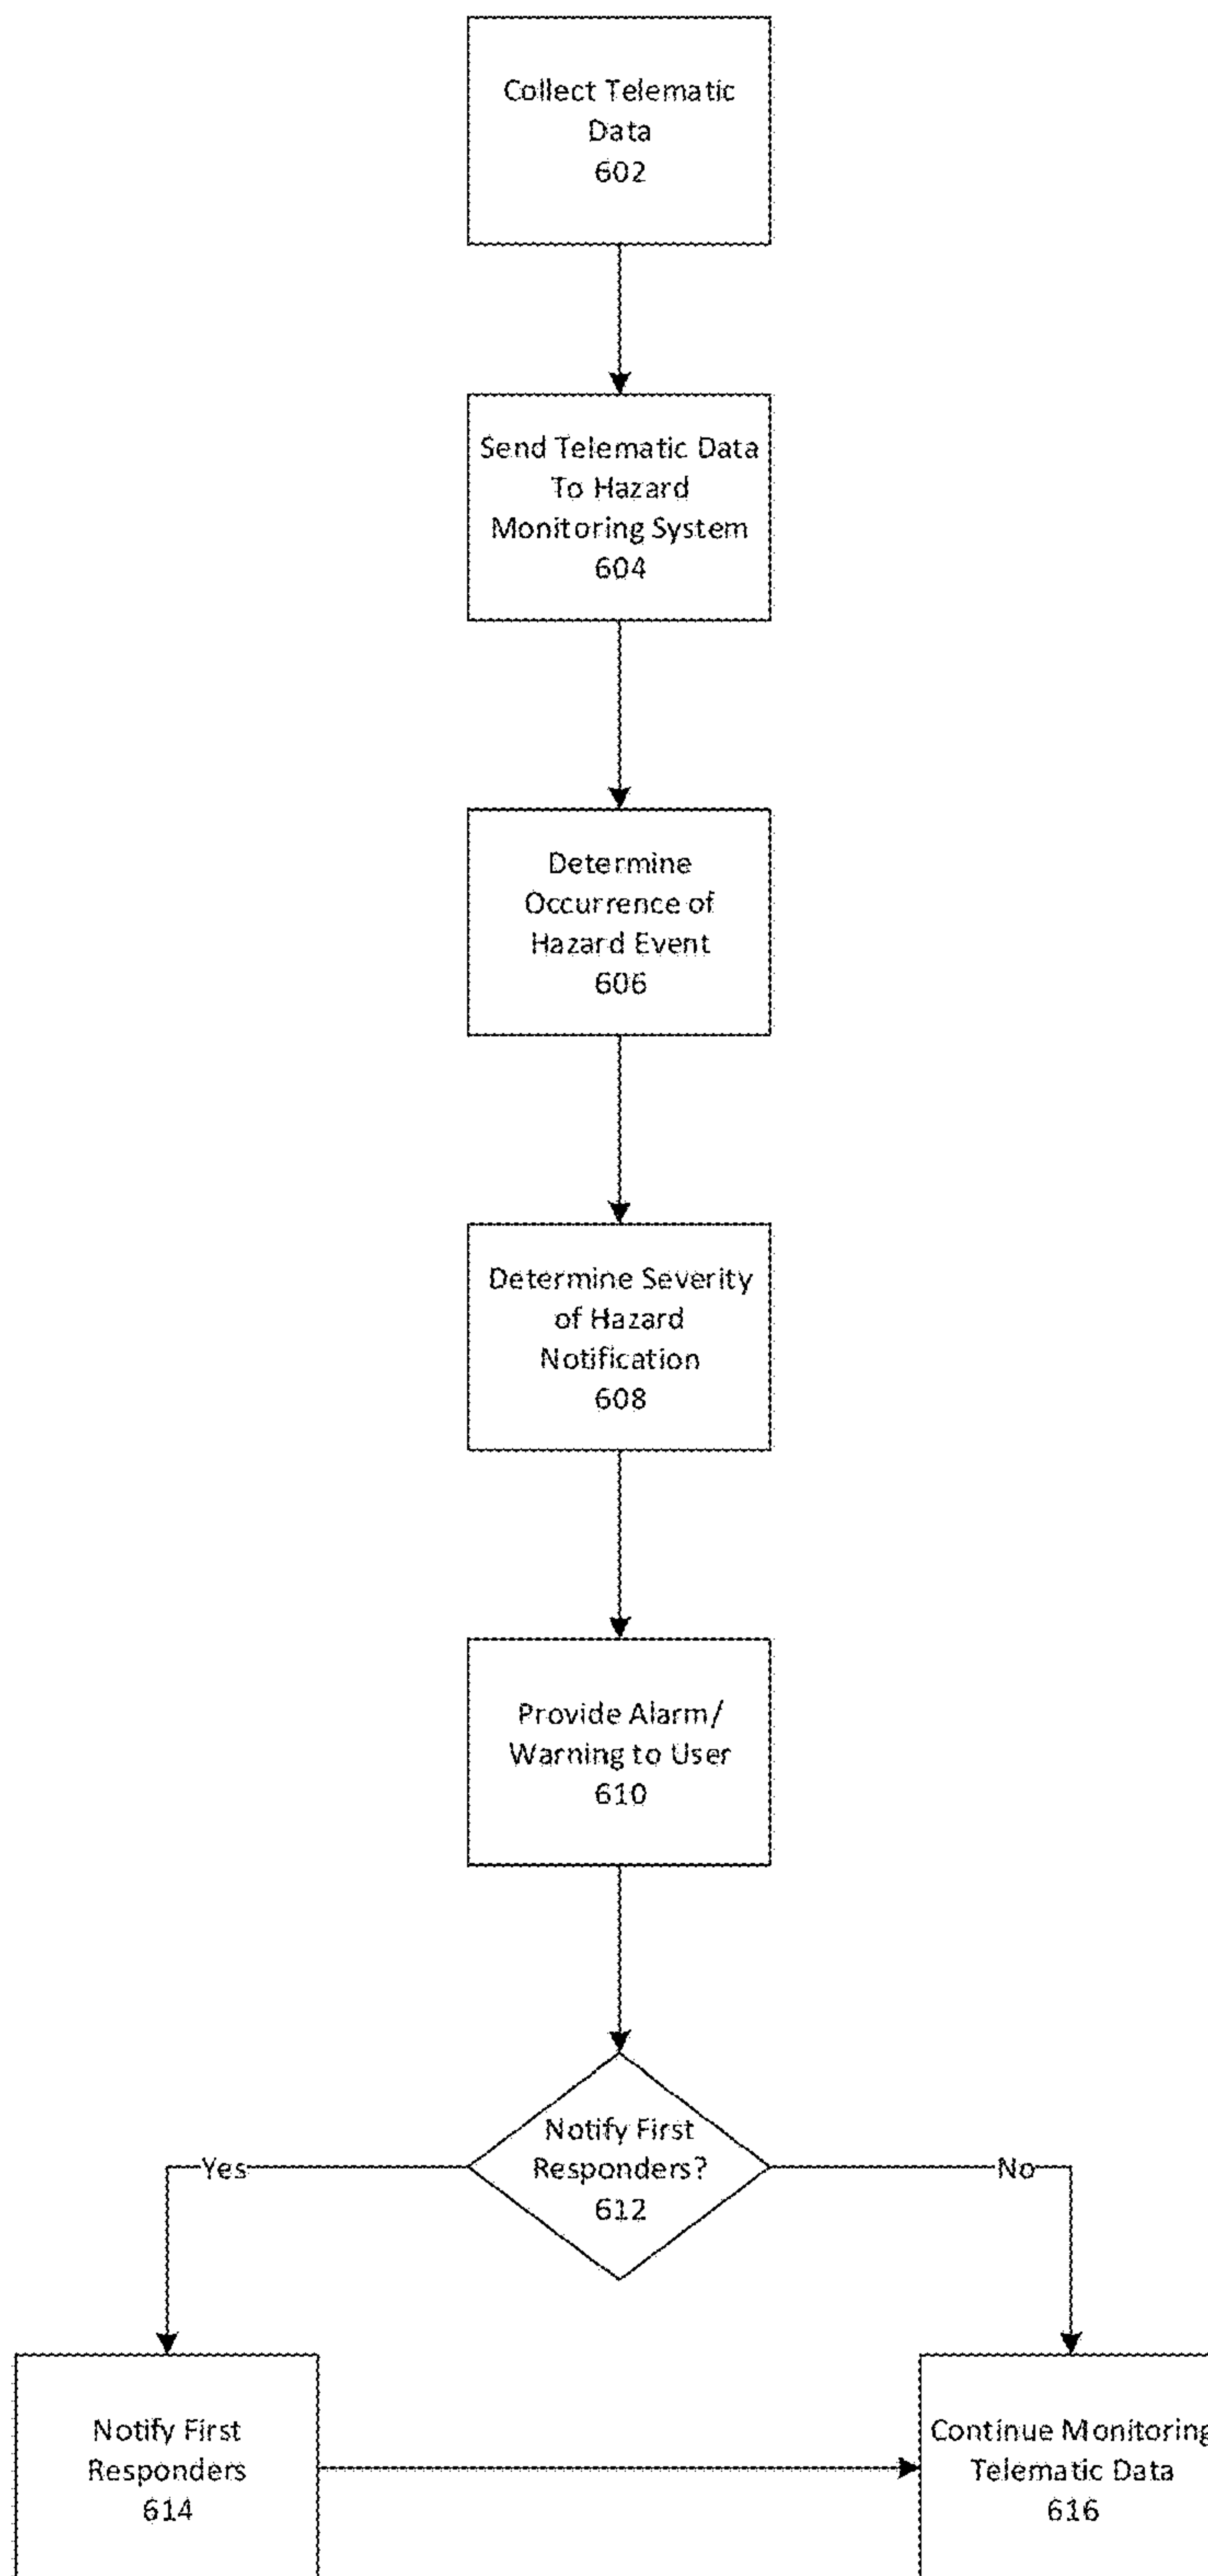 Collect Telematic
Data
602
Send Telematic Data
To Hazard
Monitoring System
604
Determine
Occurrence of
Hazard Event
606
Determine Severity
of Hazard
Notification
608
Provide Alarm/
Warning to User
610
Notify First
Responders?
612
Yes
No
Notify First
Responders
614
Continue Monitoring
Telematic Data
616